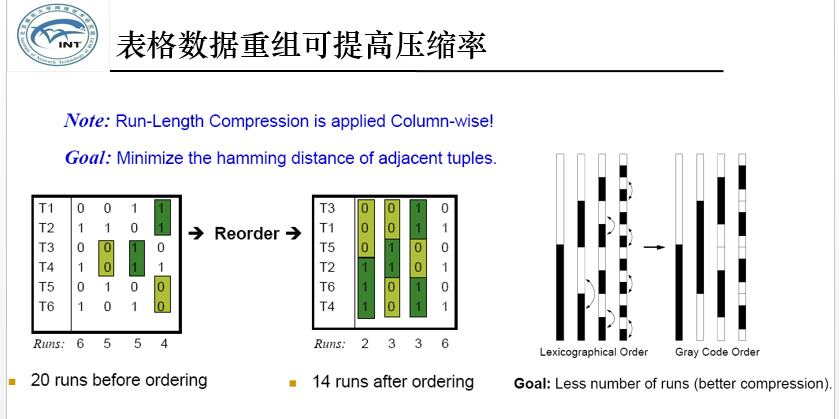 INT
表格数据重组可提高压缩率
Note: Run-Length Compression is applied Column-wise!
Goal: Minimize the hamming distance of adjacent tuples.
T1 0 0 1 1
T2 1 1 0 1
T3 0 0 1 0
T4 1 0 1 1
T5 0 1 0 0
T6 1 0 1 0
Runs: 6 5 5 4
➔ Reorder ➔
T3 0 0 1 0
T1 0 0 1 1
T5 0 1 0 0
T2 1 1 0 1
T6 1 0 1 0
T4 1 0 1 1
Runs: 2 3 3 6
Lexicographical Order
Gray Code Order
20 runs before ordering
14 runs after ordering
Goal: Less number of runs (better compression).